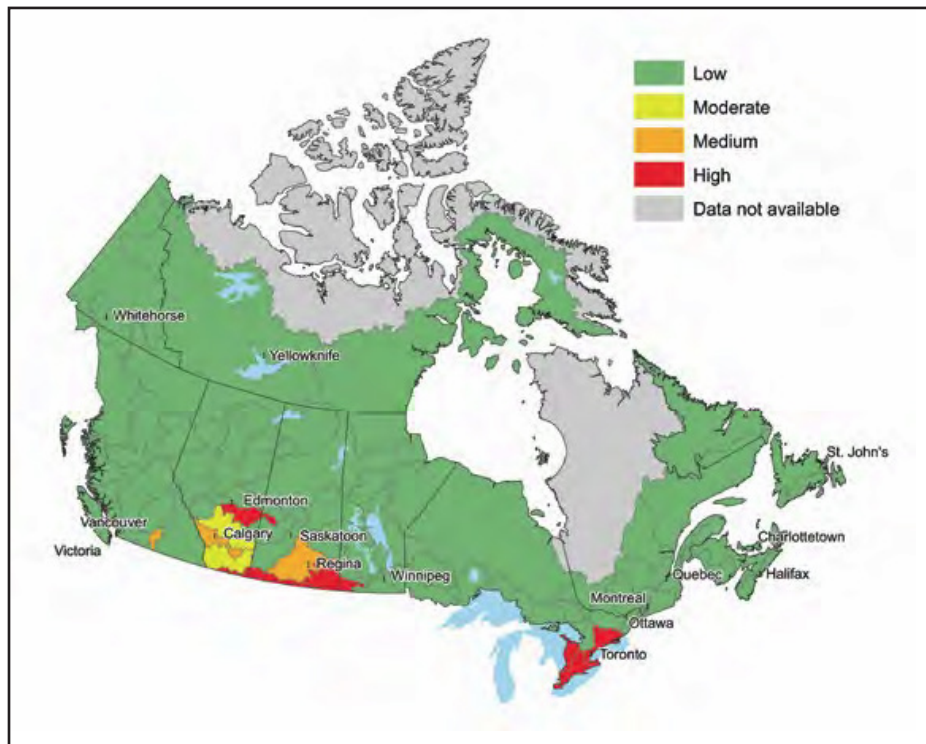 Low
Moderate
Medium
High
Data not available
Whitehorse
Yellowknife
St. John's
Edmonton
Vancouver
Calgary
Saskatoon
Charlottetown
Victoria
Regina
Winnipeg
Quebec
Halifax
Montreal
Ottawa
Toronto